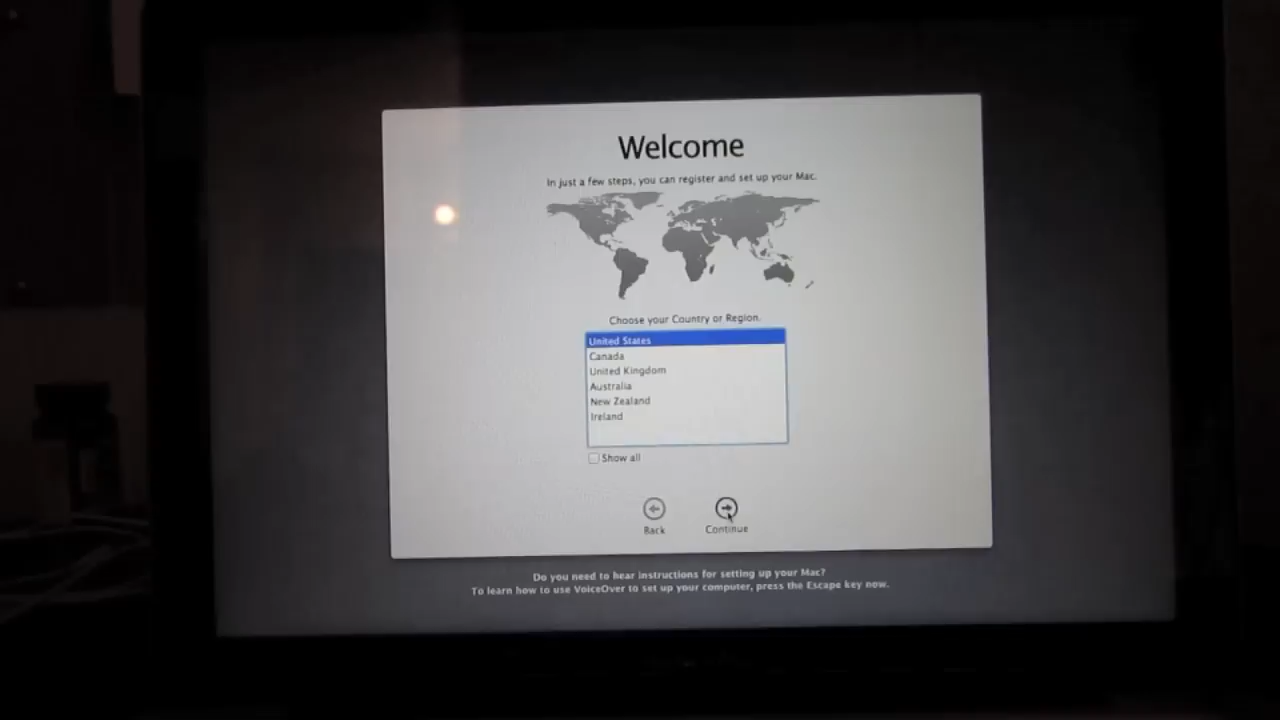 Welcome
In just a few steps, you can register and set up your Mac.
Choose your Country or Region.
United States
Canada
United Kingdom
Australia
New Zealand
Ireland
Show all
Back
Continue
Do you need to hear instructions for setting up your Mac?
To learn how to use VoiceOver to set up your computer, press the Escape key now.